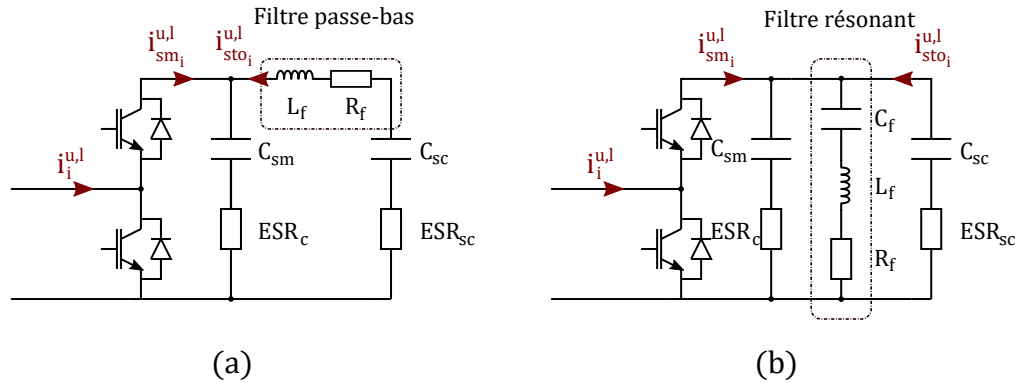 Filtre passe-bas
i_sm_i^u,l
i_sto_i^u,l
L_f
R_f
C_sm
C_sc
i_i^u,l
ESR_c
ESR_sc
(a)
Filtre résonant
i_sm_i^u,l
i_sto_i^u,l
C_f
C_sm
C_sc
i_i^u,l
L_f
ESR_c
ESR_sc
R_f
(b)